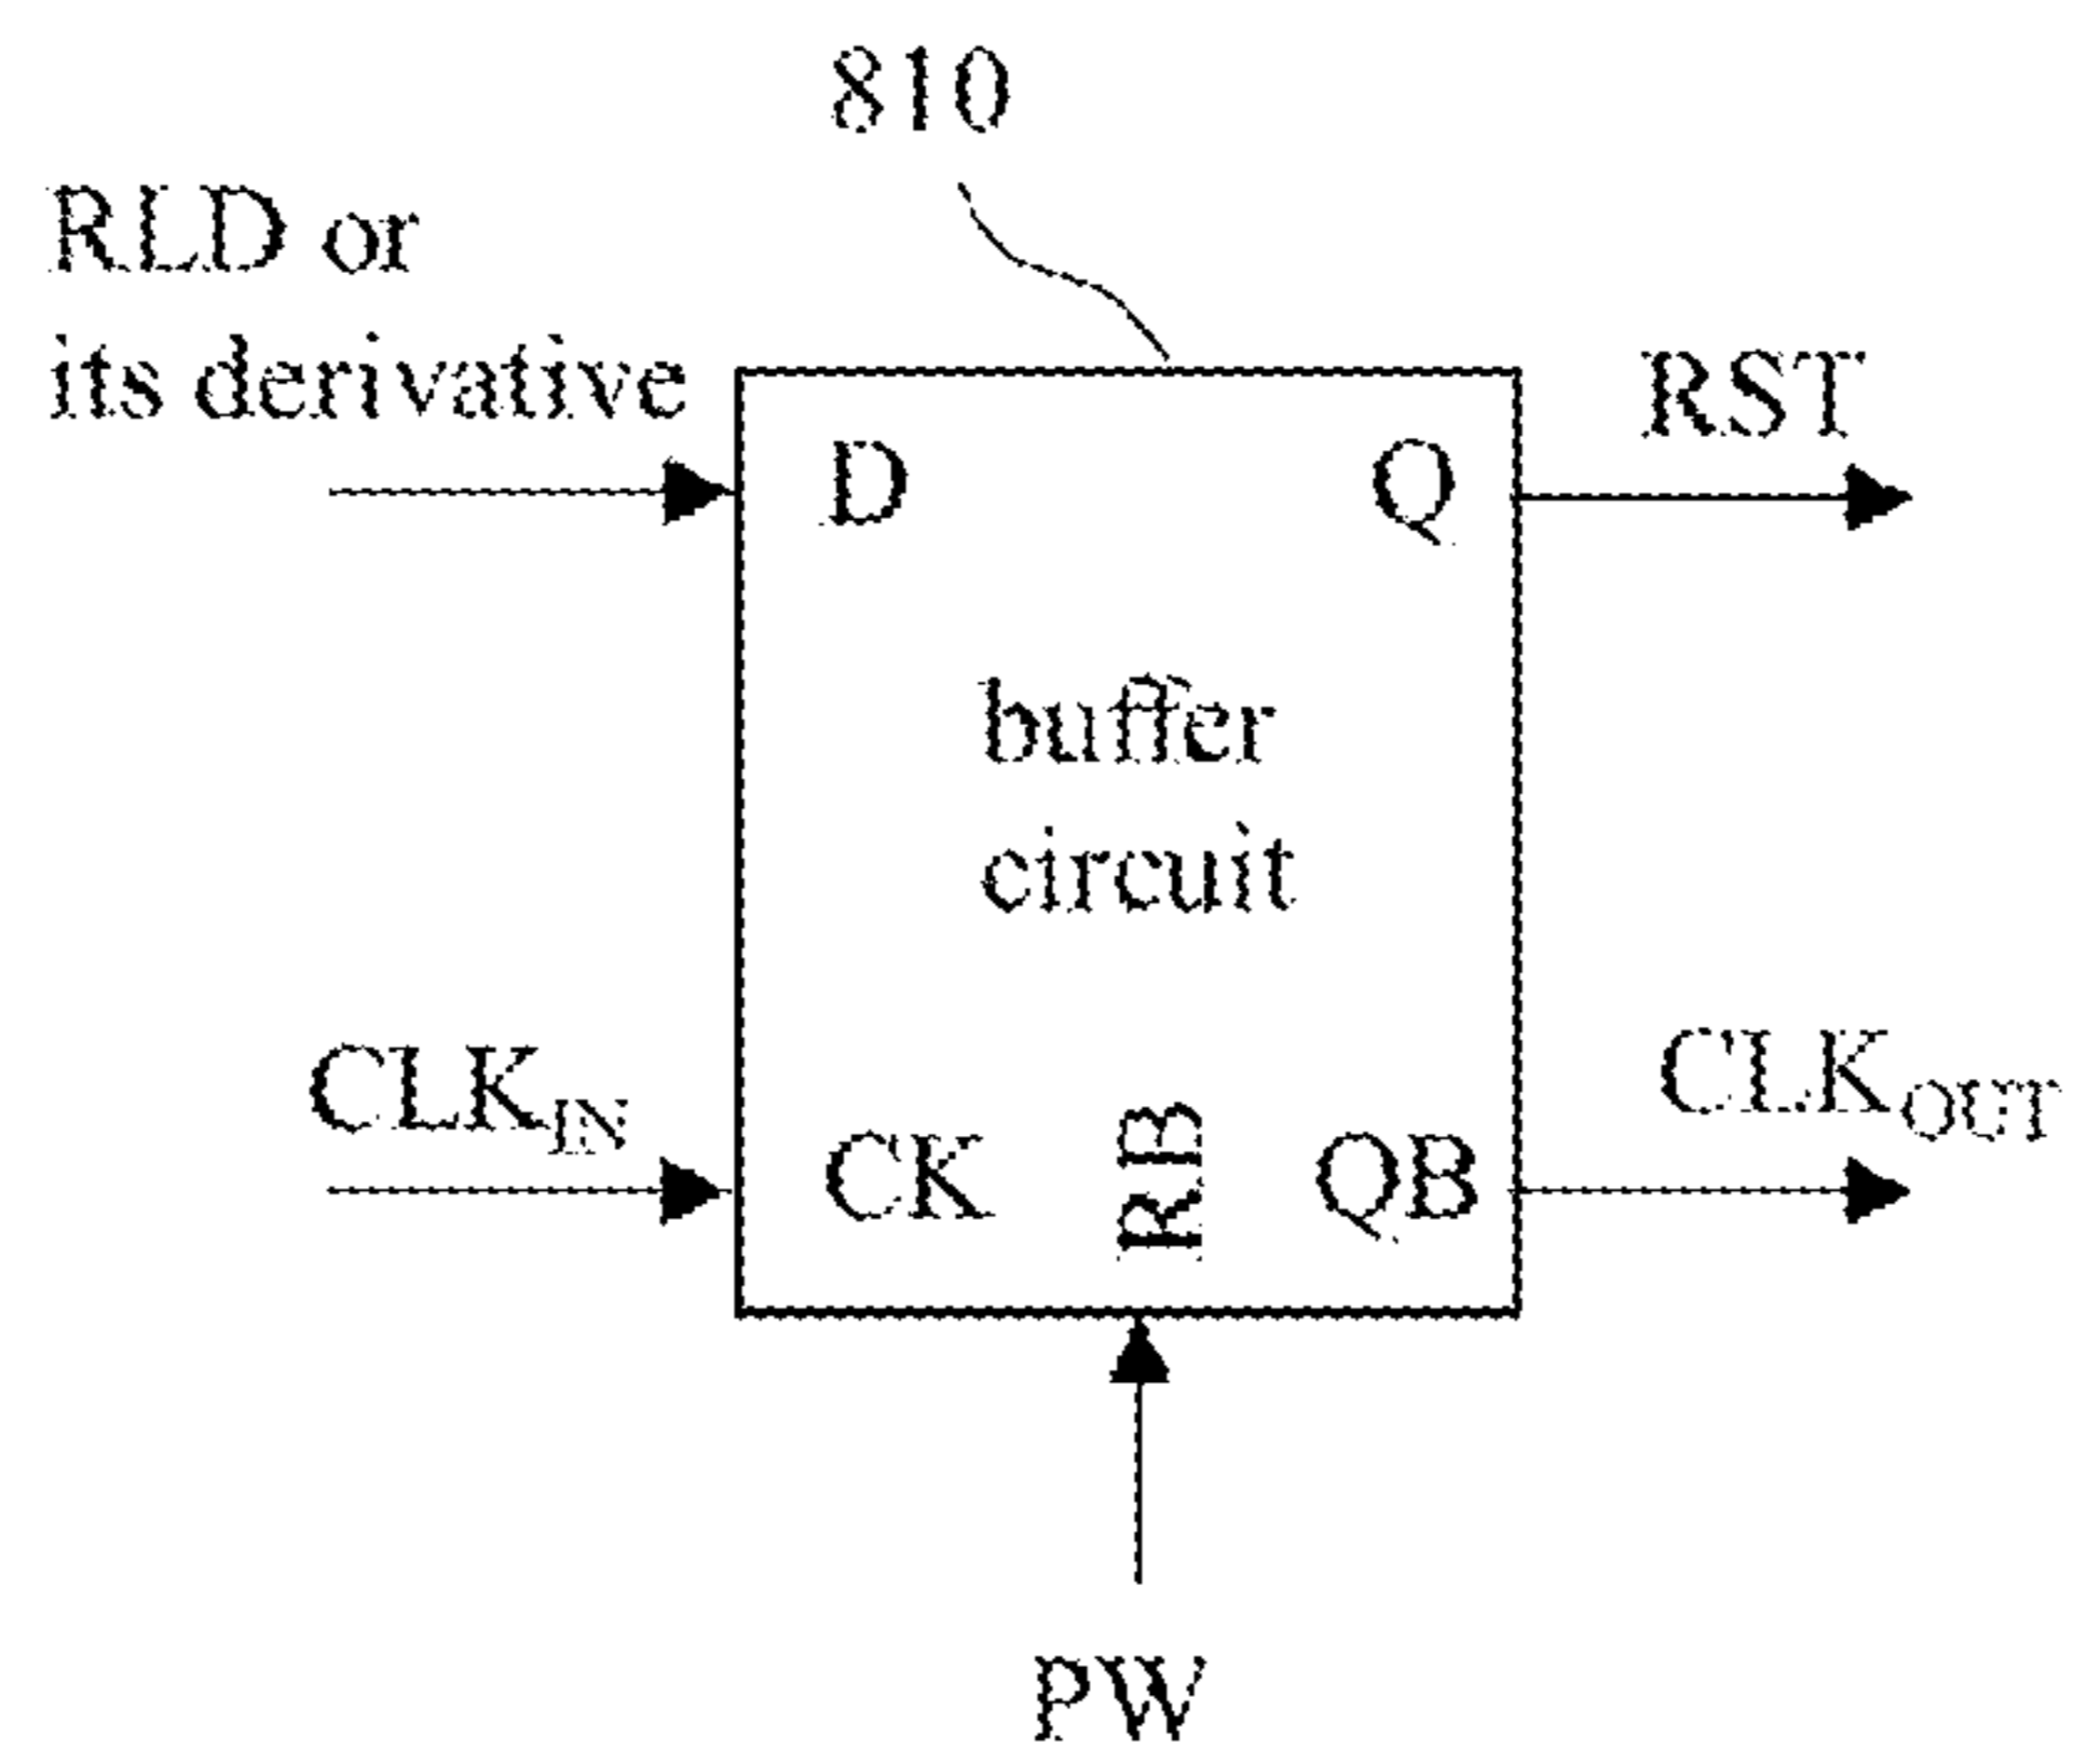 810
RLD or
its derivative
RST
D
Q
buffer
circuit
CLKIN
CLKOUT
CK
RB
QB
PW